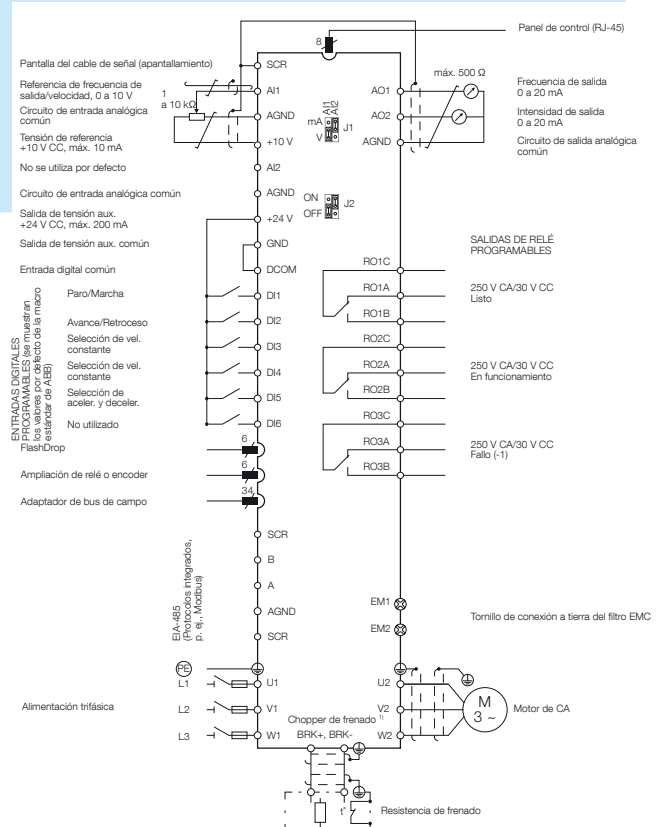 8
Panel de control (RJ-45)
Pantalla del cable de señal (apantallamiento)
SCR
Referencia de frecuencia de
salida/velocidad, 0 a 10 V
1
a 10 kΩ
AI1
Circuito de entrada analógica
común
AGND
Tensión de referencia
+10 V CC, máx. 10 mA
+10 V
No se utiliza por defecto
AI2
Circuito de entrada analógica común
AGND
Salida de tensión aux.
+24 V CC, máx. 200 mA
+24 V
Salida de tensión aux. común
GND
Entrada digital común
DCOM
AI1
AI2
mA
V
J1
ON
OFF
J2
máx. 500 Ω
AO1
Frecuencia de salida
0 a 20 mA
AO2
Intensidad de salida
0 a 20 mA
AGND
Circuito de salida analógica
común
ENTRADAS DIGITALES
PROGRAMABLES (se muestran
los valores por defecto de la macro
estándar de ABB)
Paro/Marcha
DI1
Avance/Retroceso
DI2
Selección de vel.
constante
DI3
Selección de vel.
constante
DI4
Selección de
aceler. y deceler.
DI5
No utilizado
DI6
SALIDAS DE RELÉ
PROGRAMABLES
RO1C
RO1A
RO1B
250 V CA/30 V CC
Listo
RO2C
RO2A
RO2B
250 V CA/30 V CC
En funcionamiento
RO3C
RO3A
RO3B
250 V CA/30 V CC
Fallo (-1)
FlashDrop
6
Ampliación de relé o encoder
6
Adaptador de bus de campo
34
EIA-485
(Protocolos integrados,
p. ej., Modbus)
SCR
B
A
AGND
SCR
EM1
EM2
Tornillo de conexión a tierra del filtro EMC
PE
Alimentación trifásica
L1
U1
L2
V1
L3
W1
U2
V2
W2
M
3 ~
Motor de CA
Chopper de frenado 1)
BRK+, BRK-
t°
Resistencia de frenado